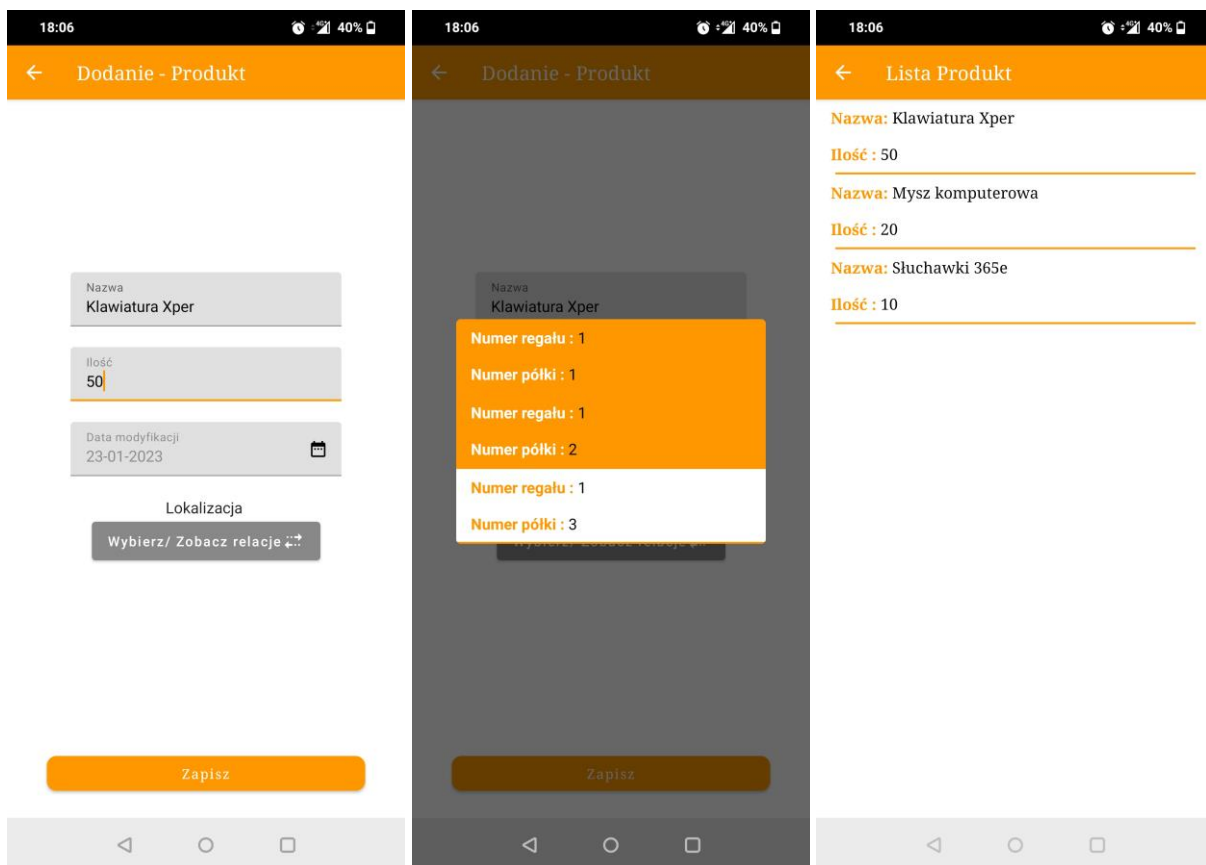 18:06
4G
40%
Dodanie - Produkt
Nazwa
Klawiatura Xper
Ilość
50
Data modyfikacji
23-01-2023
Lokalizacja
Wybierz/ Zobacz relacje
Zapisz
18:06
4G
40%
Dodanie - Produkt
Nazwa
Klawiatura Xper
Numer regału : 1
Numer półki : 1
Numer regału : 1
Numer półki : 2
Numer regału : 1
Numer półki : 3
Zapisz
18:06
4G
40%
Lista Produkt
Nazwa: Klawiatura Xper
Ilość : 50
Nazwa: Mysz komputerowa
Ilość : 20
Nazwa: Słuchawki 365e
Ilość : 10